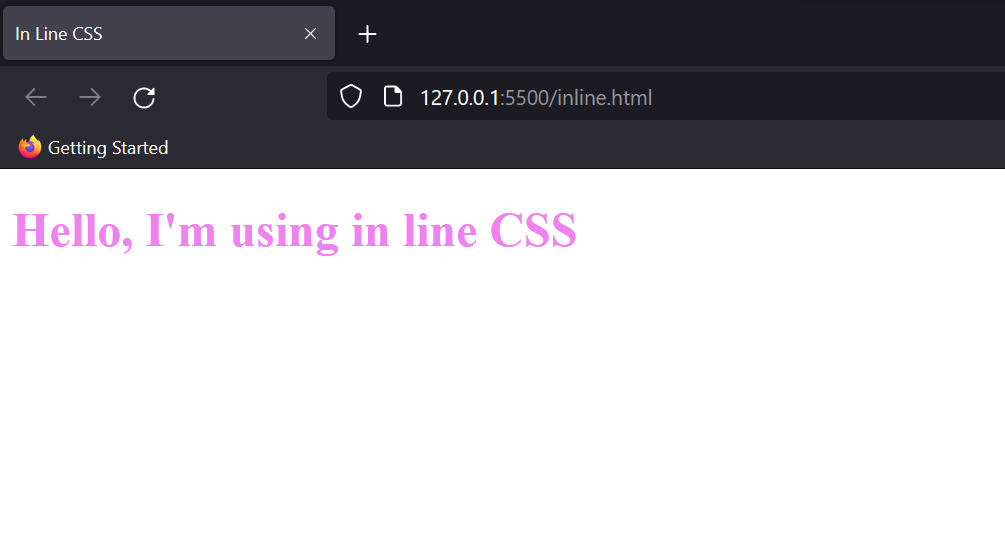 In Line CSS
127.0.0.1:5500/inline.html
Getting Started
Hello, I'm using in line CSS